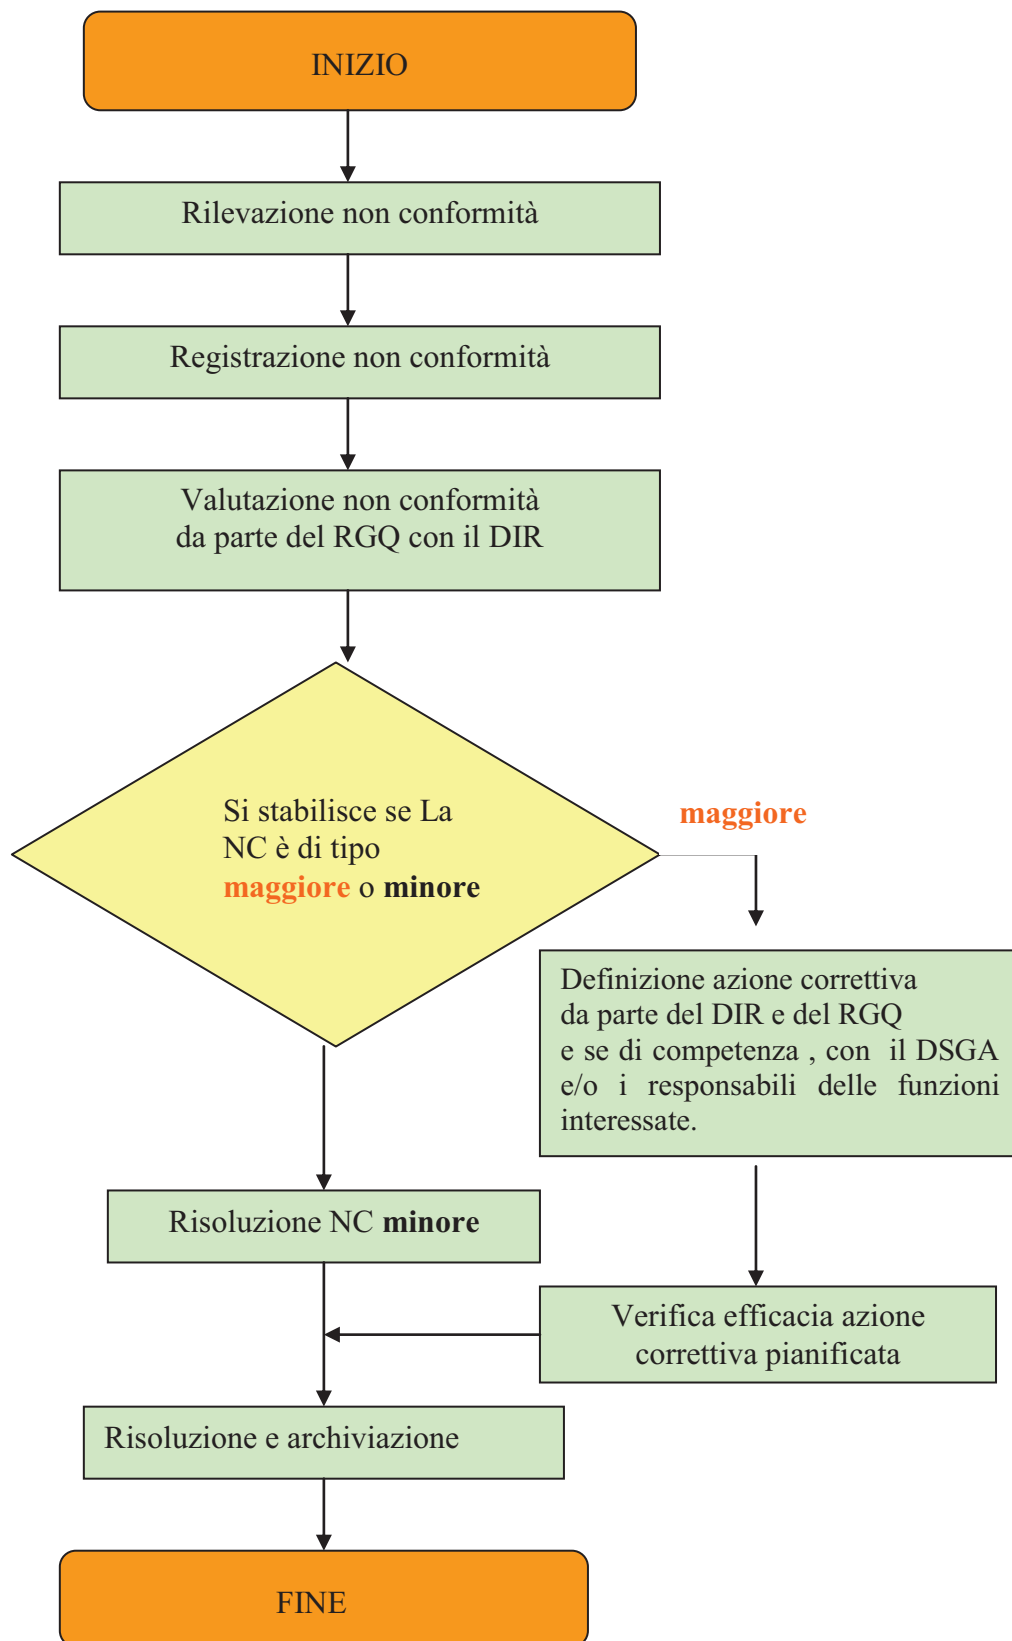 INIZIO
Rilevazione non conformità
Registrazione non conformità
Valutazione non conformità
da parte del RGQ con il DIR
Si stabilisce se La
NC è di tipo
maggiore o minore
maggiore
Definizione azione correttiva
da parte del DIR e del RGQ
e se di competenza , con il DSGA
e/o i responsabili delle funzioni
interessate.
Risoluzione NC minore
Verifica efficacia azione
correttiva pianificata
Risoluzione e archiviazione
FINE